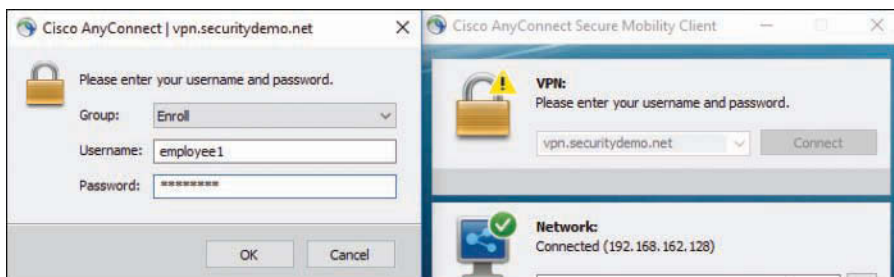 Cisco AnyConnect | vpn.securitydemo.net
Please enter your username and password.
Group: Enroll
Username: employee1
Password: ********
OK Cancel
Cisco AnyConnect Secure Mobility Client
VPN:
Please enter your username and password.
vpn.securitydemo.net Connect
Network:
Connected (192.168.162.128)